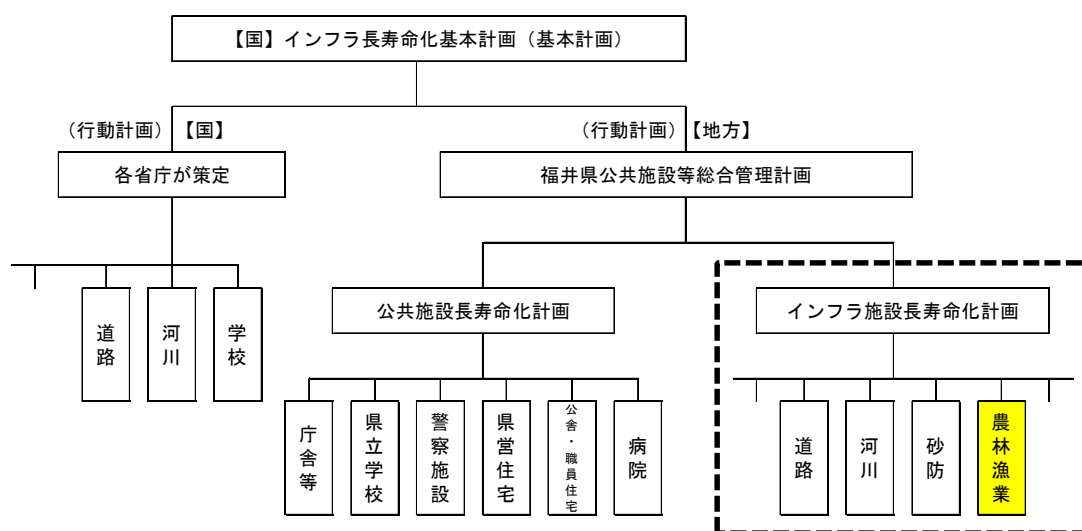 【国】インフラ長寿命化基本計画（基本計画）
（行動計画）【国】
（行動計画）【地方】
各省庁が策定
福井県公共施設等総合管理計画
道路
河川
学校
公共施設長寿命化計画
インフラ施設長寿命化計画
庁舎等
県立学校
警察施設
県営住宅
公舎・職員住宅
病院
道路
河川
砂防
農林漁業